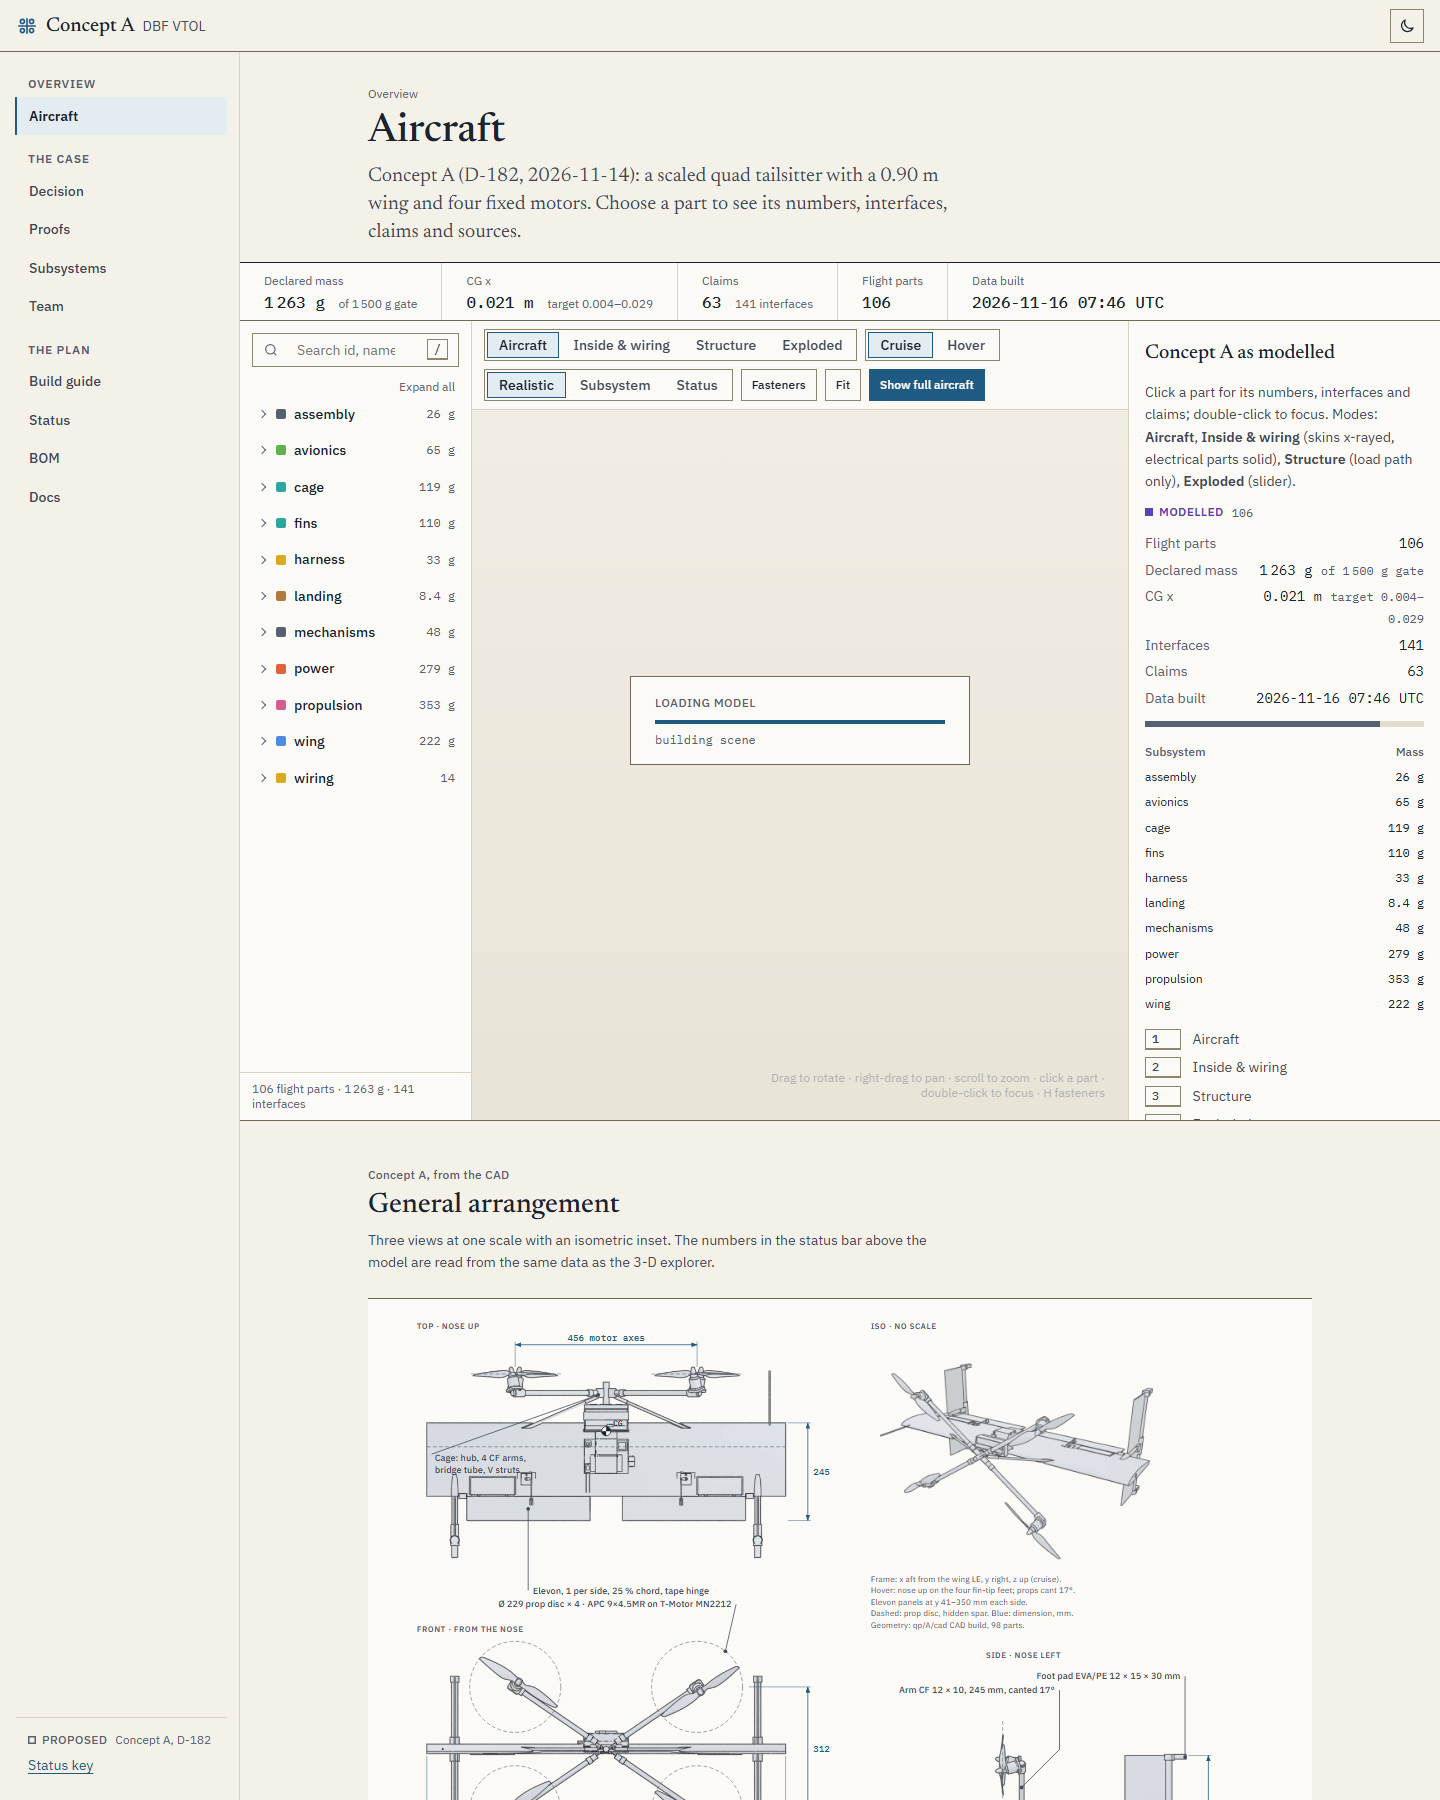 Concept A DBF VTOL
OVERVIEW
Aircraft
THE CASE
Decision
Proofs
Subsystems
Team
THE PLAN
Build guide
Status
BOM
Docs
PROPOSED Concept A, D-182
Status key
Overview
Aircraft
Concept A (D-182, 2026-11-14): a scaled quad tailsitter with a 0.90 m
wing and four fixed motors. Choose a part to see its numbers, interfaces,
claims and sources.
Declared mass
1263 g of 1500 g gate
CG x
0.021 m target 0.004–0.029
Claims
63 141 interfaces
Flight parts
106
Data built
2026-11-16 07:46 UTC
Search id, name /
Expand all
assembly 26 g
avionics 65 g
cage 119 g
fins 110 g
harness 33 g
landing 8.4 g
mechanisms 48 g
power 279 g
propulsion 353 g
wing 222 g
wiring 14
106 flight parts · 1263 g · 141
interfaces
Aircraft Inside & wiring Structure Exploded Cruise Hover
Realistic Subsystem Status Fasteners Fit Show full aircraft
LOADING MODEL
building scene
Drag to rotate · right-drag to pan · scroll to zoom · click a part ·
double-click to focus · H fasteners
Concept A as modelled
Click a part for its numbers, interfaces and
claims; double-click to focus. Modes:
Aircraft, Inside & wiring (skins x-rayed,
electrical parts solid), Structure (load path
only), Exploded (slider).
MODELLED 106
Flight parts 106
Declared mass 1263 g of 1500 g gate
CG x 0.021 m target 0.004–
0.029
Interfaces 141
Claims 63
Data built 2026-11-16 07:46 UTC
Subsystem Mass
assembly 26 g
avionics 65 g
cage 119 g
fins 110 g
harness 33 g
landing 8.4 g
mechanisms 48 g
power 279 g
propulsion 353 g
wing 222 g
1 Aircraft
2 Inside & wiring
3 Structure
Concept A, from the CAD
General arrangement
Three views at one scale with an isometric inset. The numbers in the status bar above the
model are read from the same data as the 3-D explorer.
TOP · NOSE UP
456 motor axes
CG
Cage: hub, 4 CF arms,
bridge tube, V struts
245
Elevon, 1 per side, 25 % chord, tape hinge
Ø 229 prop disc × 4 · APC 9×4.5MR on T-Motor MN2212
ISO · NO SCALE
Frame: x aft from the wing LE, y right, z up (cruise).
Hover: nose up on the four fin-tip feet; props cant 17°.
Elevon panels at y 41–350 mm each side.
Dashed: prop disc, hidden spar. Blue: dimension, mm.
Geometry: qp/A/cad CAD build, 98 parts.
FRONT · FROM THE NOSE
312
SIDE · NOSE LEFT
Foot pad EVA/PE 12 × 15 × 30 mm
Arm CF 12 × 10, 245 mm, canted 17°